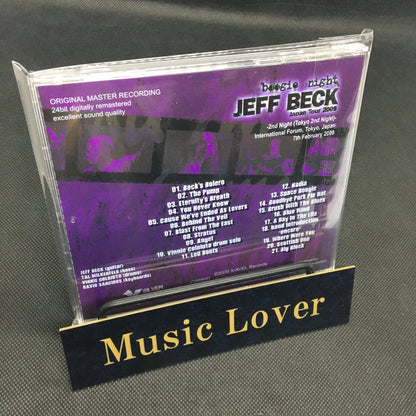 ORIGINAL MASTER RECORDING
24bit digitally remastered
excellent sound quality
boogie night
JEFF BECK
Japan Tour 2009
-2nd Night (Tokyo 2nd Night)-
International Forum, Tokyo, Japan
7th February 2009
01. Beck's Bolero
02. The Pump
03. Eternity's Breath
04. You Never Know
05. Cause We've Ended As Lovers
06. Behind The Veil
07. Blast From The East
08. Stratus
09. Angel
10. Vinnie Colaiuta drum solo
11. Led Boots
12. Nadia
13. Space Boogie
14. Goodbye Pork Pie Hat
15. Brush With The Blues
16. Blue Wind
17. A Day In The Life
18. band introduction
-encore-
19. Where Were You
20. Scottish One
21. Big Block
JEFF BECK (guitar)
TAL WILKENFELD (bass)
VINNIE COLAIUTA (drums)
DAVID SANCIOUS (keyboards)
SILVER
©2009 X-AVEL Records
Music Lover